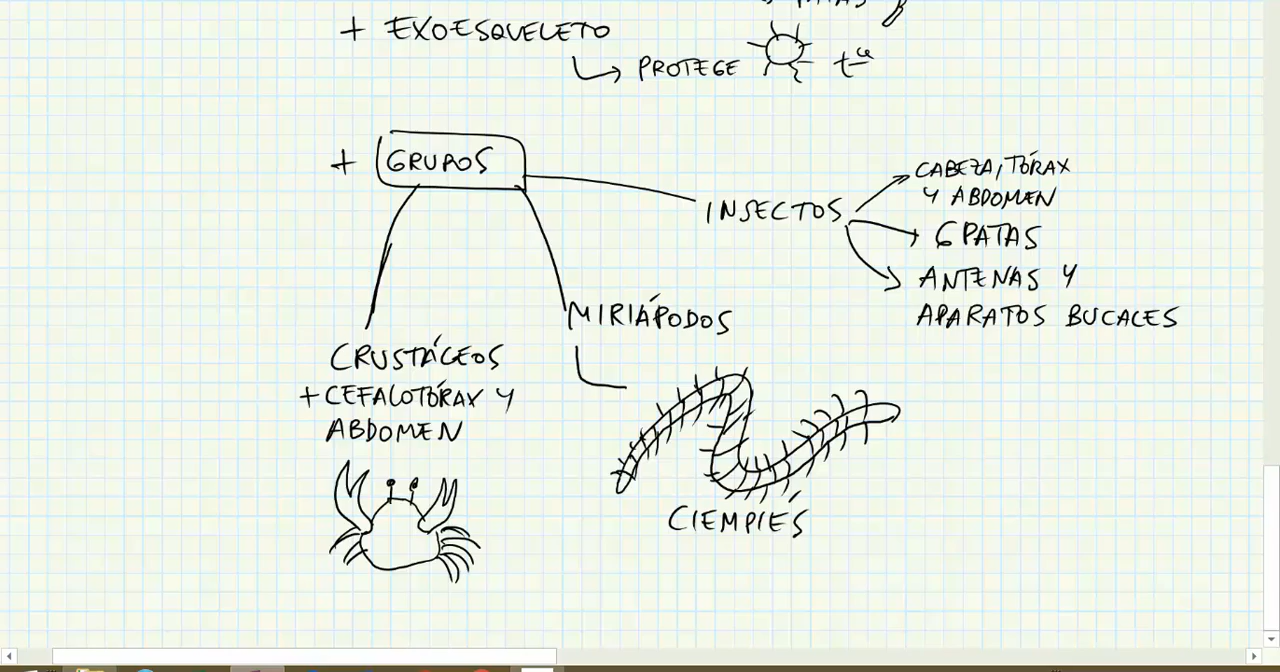 + EXOESQUELETO
PROTEGE
+ GRUPOS
INSECTOS
CABEZA, TÓRAX
Y ABDOMEN
6 PATAS
ANTENAS Y
APARATOS BUCALES
MIRIÁPODOS
CIEMPIÉS
CRUSTÁCEOS
+ CEFALOTÓRAX Y
ABDOMEN